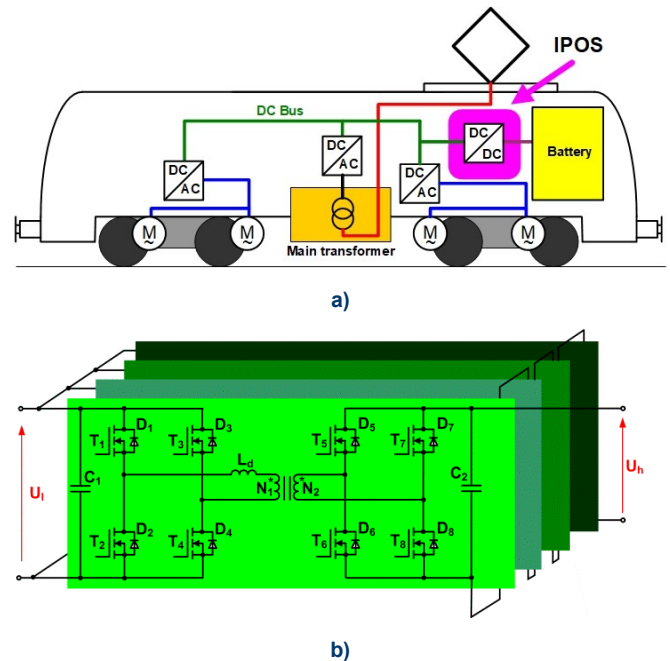 IPOS
DC Bus
DC
DC
Battery
DC
AC
DC
AC
DC
AC
M
~
M
~
M
~
M
~
Main transformer
a)
D1 D3 D5 D7
T1 T3 T5 T7
Ld
C1 N1* *N2 C2
Ul Uh
D2 D4 D6 D8
T2 T4 T6 T8
b)